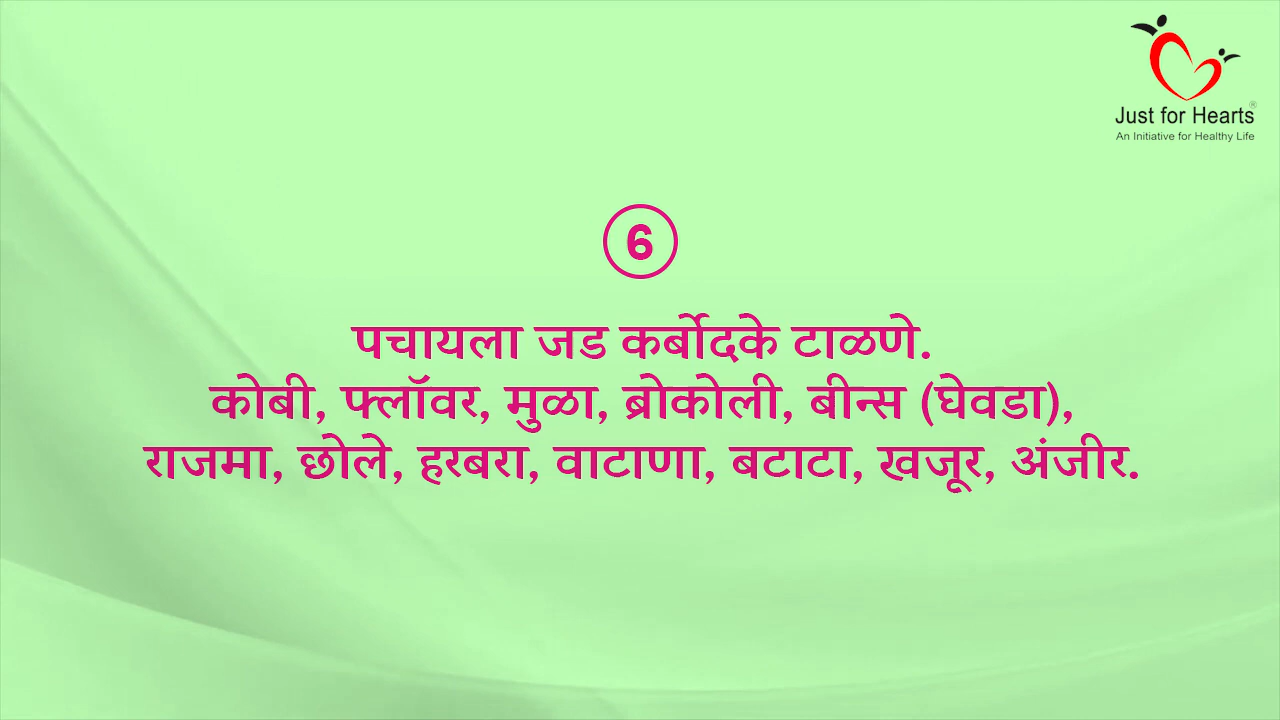 Just for Hearts®
An Initiative for Healthy Life
6
पचायला जड कर्बोदके टाळणे.
कोबी, फ्लॉवर, मुळा, ब्रोकोली, बीन्स (घेवडा),
राजमा, छोले, हरबरा, वाटाणा, बटाटा, खजूर, अंजीर.